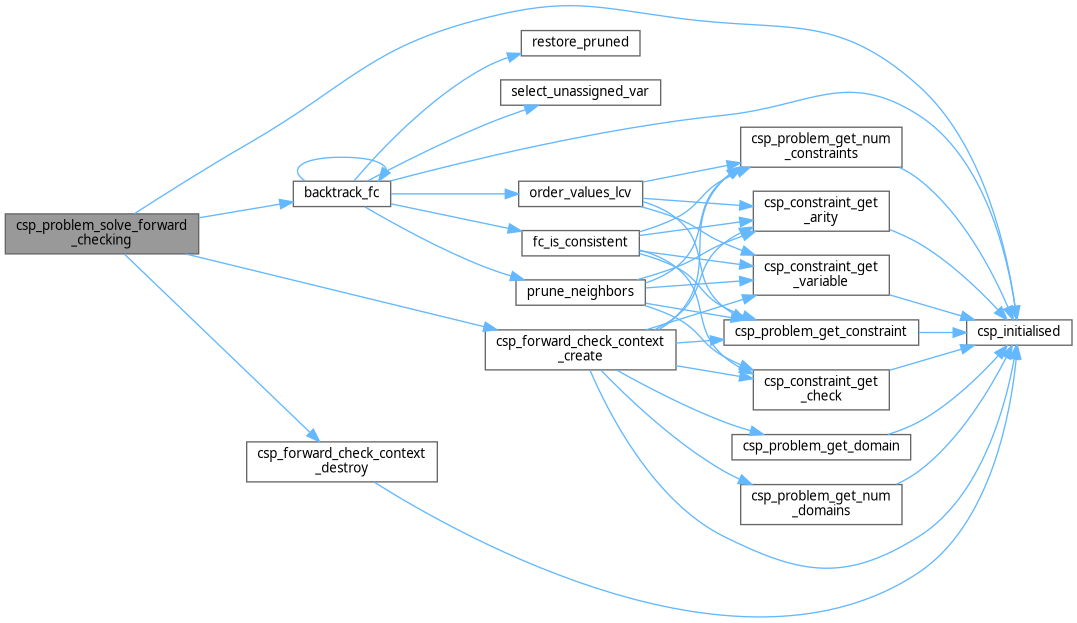 restore_pruned
select_unassigned_var
csp_problem_get_num
_constraints
backtrack_fc
order_values_lcv
csp_constraint_get
_arity
csp_problem_solve_forward
_checking
fc_is_consistent
csp_constraint_get
_variable
prune_neighbors
csp_problem_get_constraint
csp_initialised
csp_forward_check_context
_create
csp_constraint_get
_check
csp_problem_get_domain
csp_forward_check_context
_destroy
csp_problem_get_num
_domains